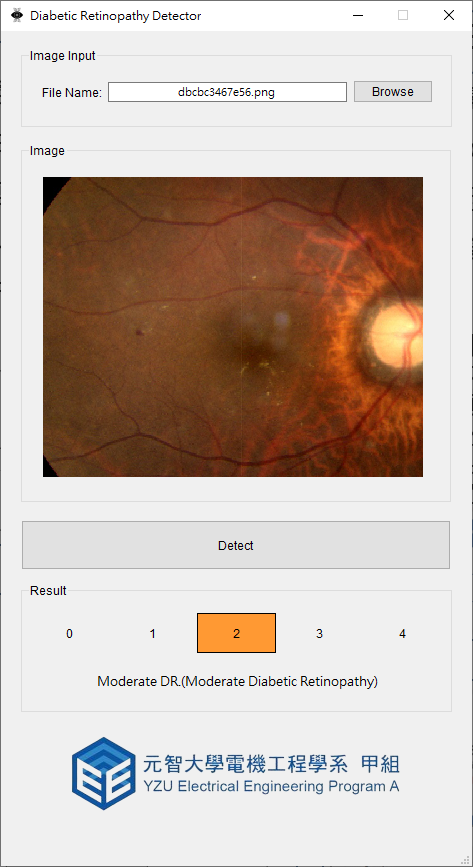 Diabetic Retinopathy Detector
Image Input
File Name: dbcbc3467e56.png Browse
Image
Detect
Result
0 1 2 3 4
Moderate DR.(Moderate Diabetic Retinopathy)
元智大學電機工程學系 甲組
YZU Electrical Engineering Program A